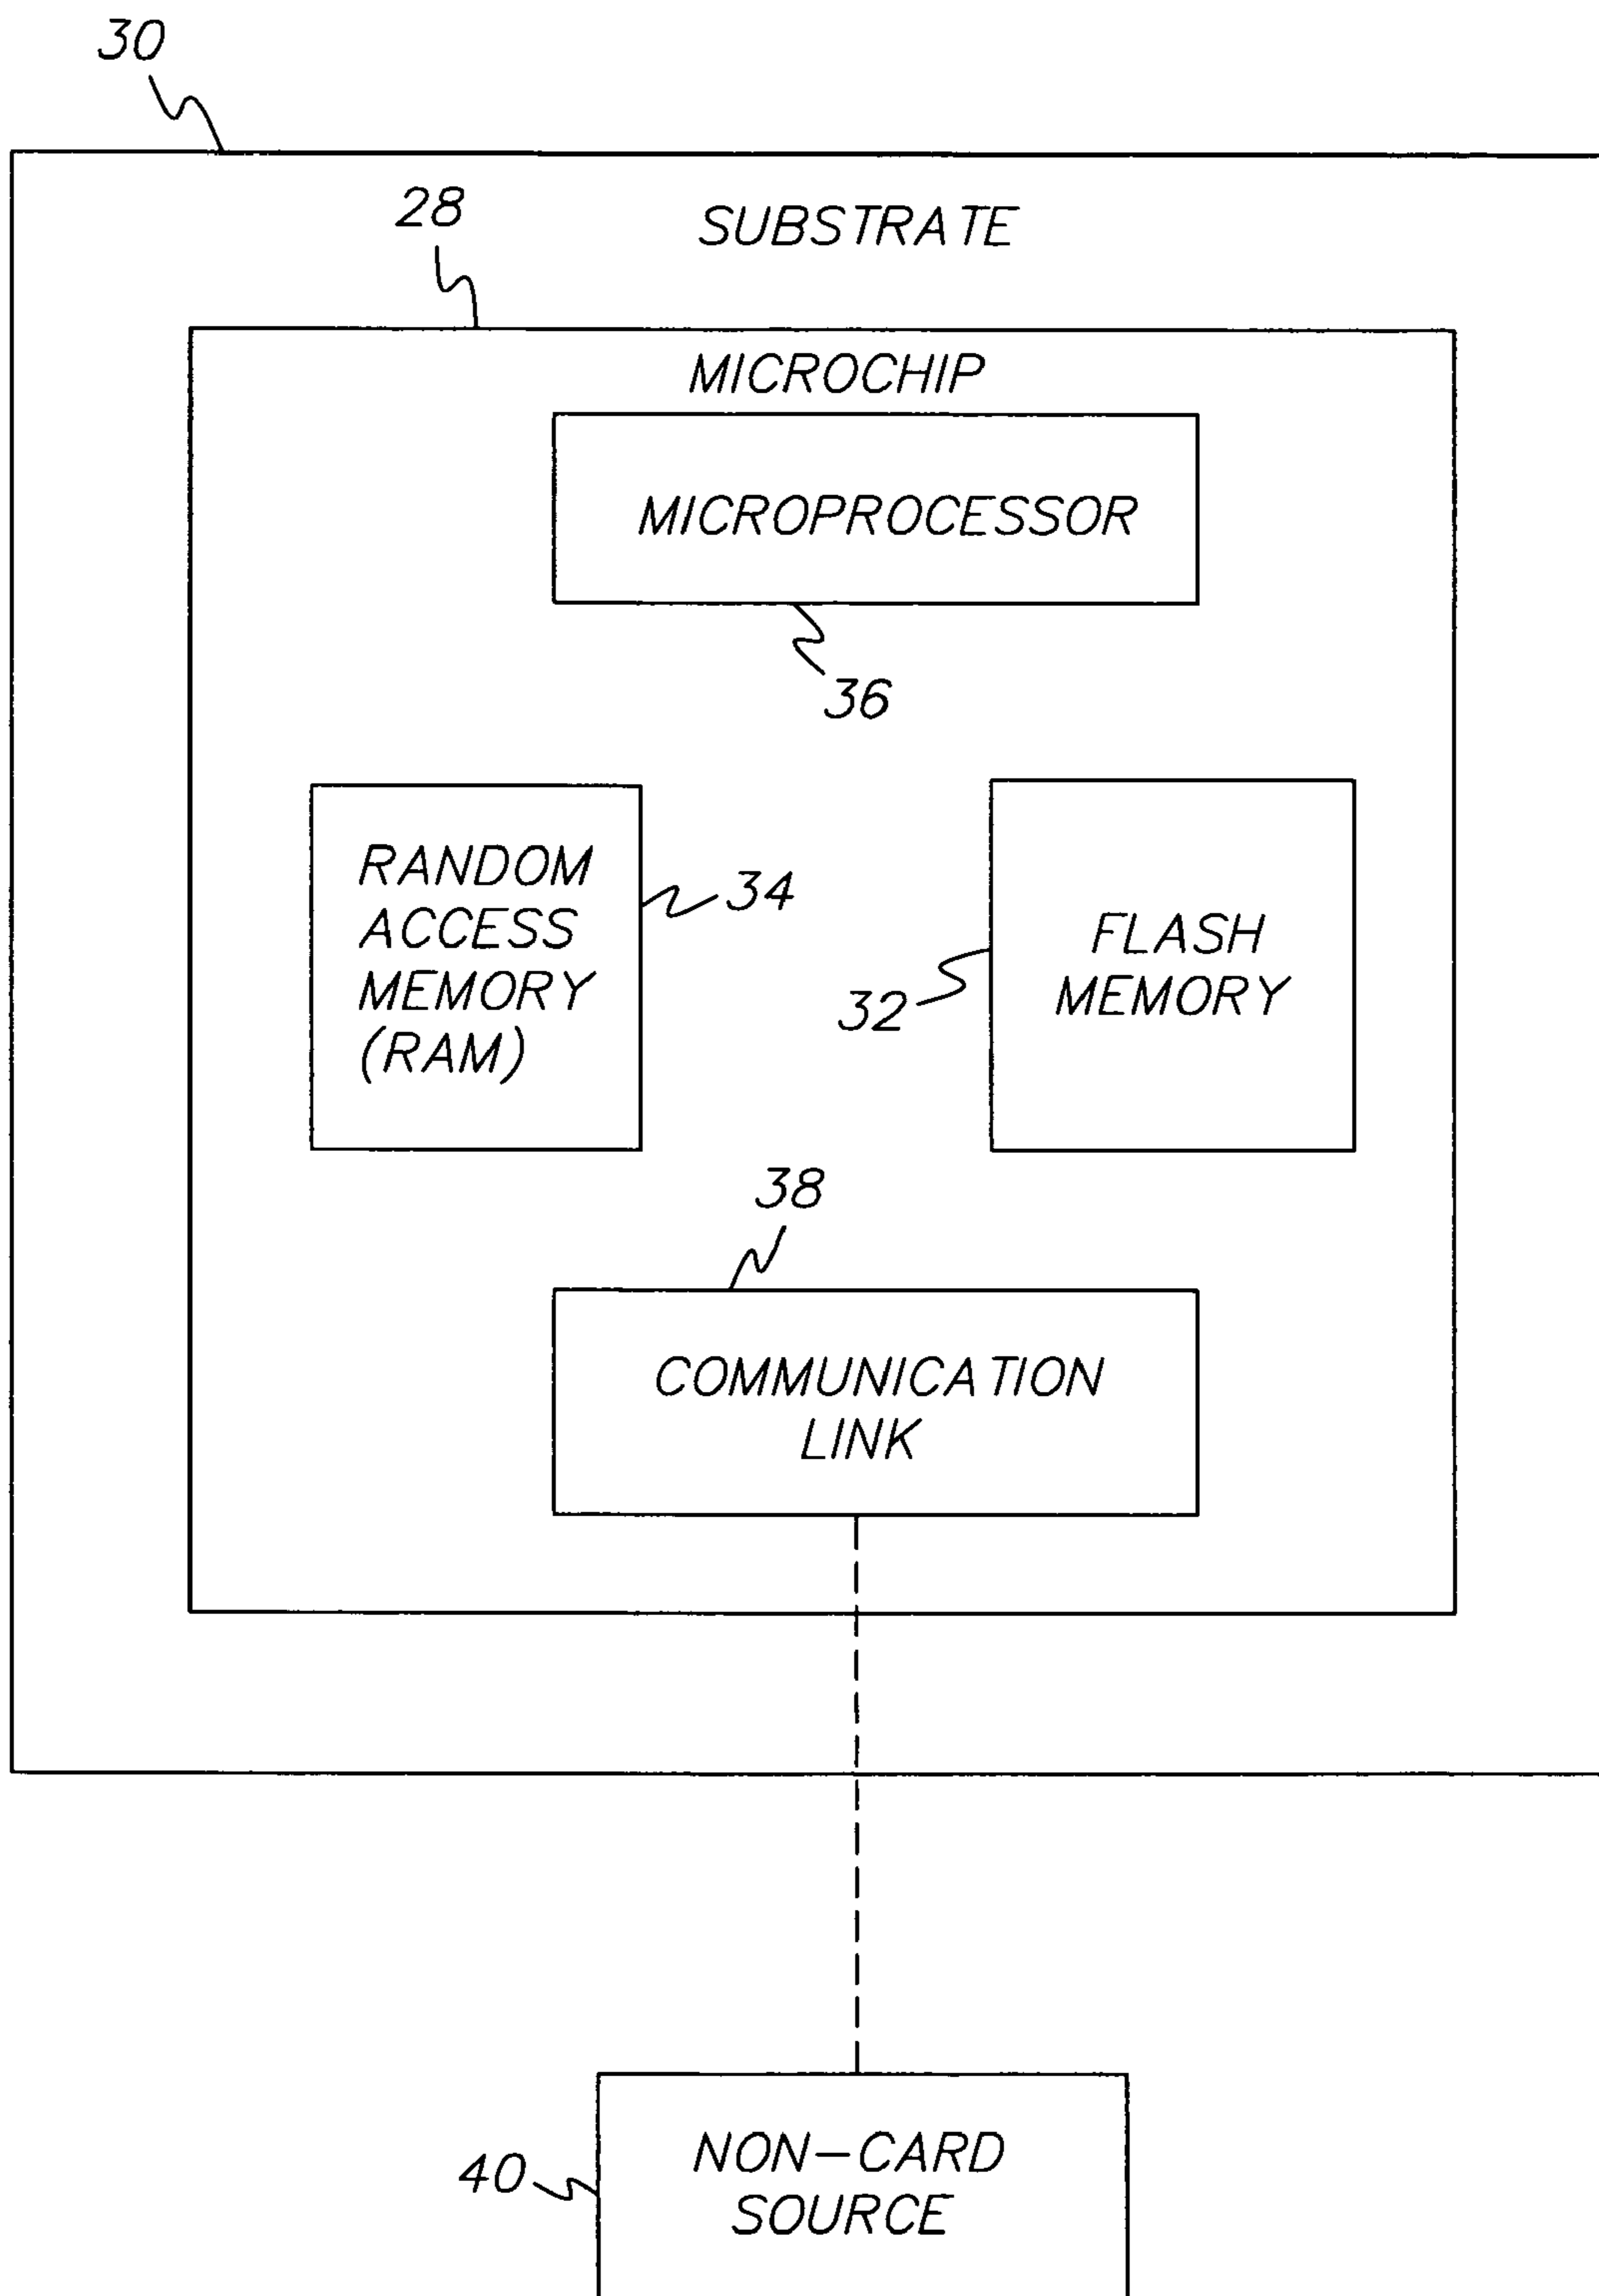 30
28
SUBSTRATE
MICROCHIP
MICROPROCESSOR
36
RANDOM
ACCESS
MEMORY
(RAM)
34
FLASH
MEMORY
32
38
COMMUNICATION
LINK
40
NON-CARD
SOURCE